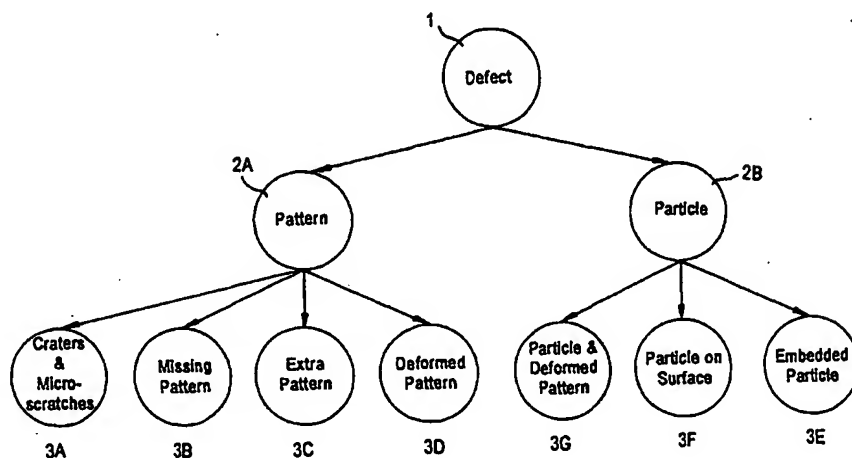 1
Defect
2A
Pattern
2B
Particle
Craters
&
Micro-
scratches
Missing
Pattern
Extra
Pattern
Deformed
Pattern
Particle &
Deformed
Pattern
Particle on
Surface
Embedded
Particle
3A
3B
3C
3D
3G
3F
3E